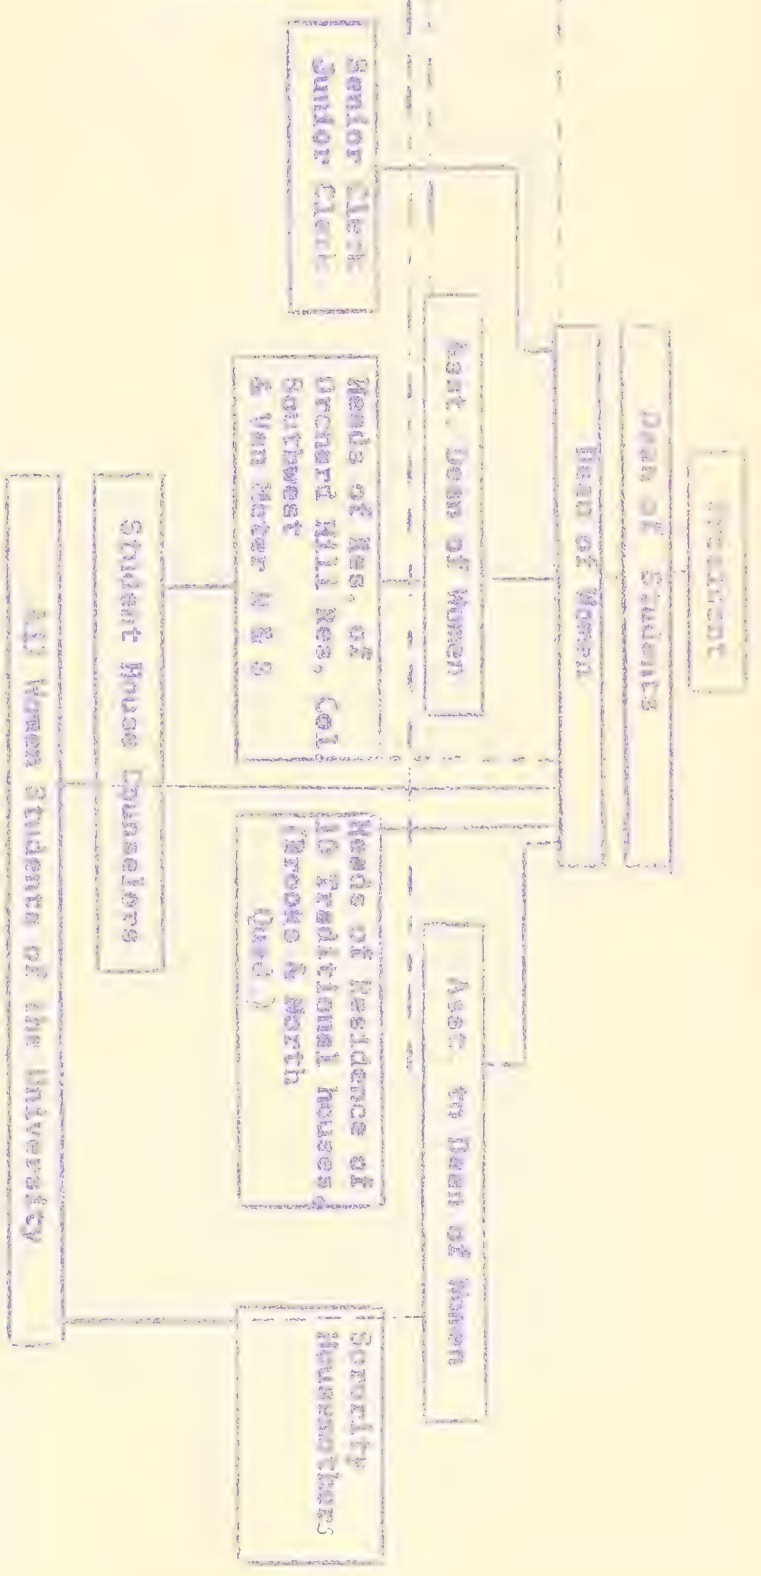 President
Dean of Students
Dean of Women
Asst. Dean of Women
Asst. to Dean of Women
Senior Clerk
Junior Clerk
Heads of Res. of
Orchard Hill Res. Col
Southwest
& Van Meter N & S
Heads of Residence of
10 Traditional houses,
& North
Quad.)
Sorority
Housemothers
Student House Counselors
All Women Students of the University